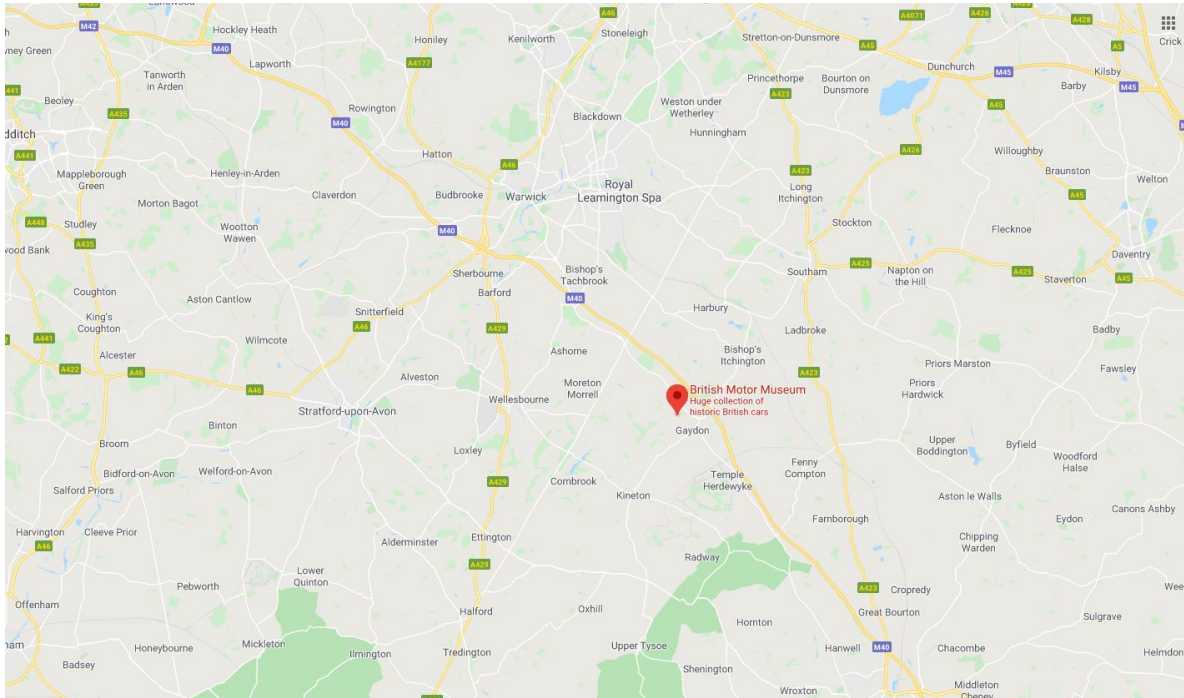 A435
Lahdwood
A46
A4071
A426
A428
M42
Hockley Heath
Honiley
Kenilworth
Stoneleigh
Stretton-on-Dunsmore
Crick
M40
A45
A5
Lapworth
A4177
Dunchurch
M45
Kilsby
Tanworth
in Arden
Princethorpe
Bourton on
Dunsmore
Barby
M45
A441
Beoley
A435
Rowington
Weston under
Wetherley
A423
A45
M40
Blackdown
Hunningham
A441
Hatton
A46
A426
Willoughby
Mappleborough
Green
Henley-in-Arden
A423
Braunston
Welton
Morton Bagot
Claverdon
Budbrooke
Warwick
Royal
Leamington Spa
Long
Itchington
A45
A448
Studley
Wootton
Wawen
M40
Stockton
Flecknoe
A435
Daventry
Sherbourne
Bishop's
Tachbrook
Southam
A425
Napton on
the Hill
A425
Staverton
A45
Coughton
Aston Cantlow
Barford
M40
Snitterfield
Harbury
King's
Coughton
A46
A429
Ladbroke
Badby
A441
Wilmcote
Ashorne
Bishop's
Itchington
Alcester
A422
A46
Alveston
Moreton
Morrell
A423
Priors Marston
Fawsley
A46
Priors
Hardwick
British Motor Museum
Huge collection of
historic British cars
Stratford-upon-Avon
Wellesbourne
Binton
Gaydon
Broom
Loxley
Upper
Boddington
Byfield
Woodford
Halse
Bidford-on-Avon
Welford-on-Avon
Temple
Herdewyke
Fenny
Compton
A429
Combrook
Salford Priors
Kineton
Aston le Walls
Canons Ashby
Farnborough
Eydon
Harvington
Cleeve Prior
A46
Alderminster
Ettington
Chipping
Warden
Radway
A429
Lower
Quinton
Pebworth
A423
Cropredy
Offenham
Halford
Oxhill
Great Bourton
Sulgrave
Hornton
Honeybourne
Mickleton
Ilmington
Tredington
Upper Tysoe
Hanwell
M40
Chacombe
Helmdon
Badsey
Shenington
Wroxton
Middleton
Cheney